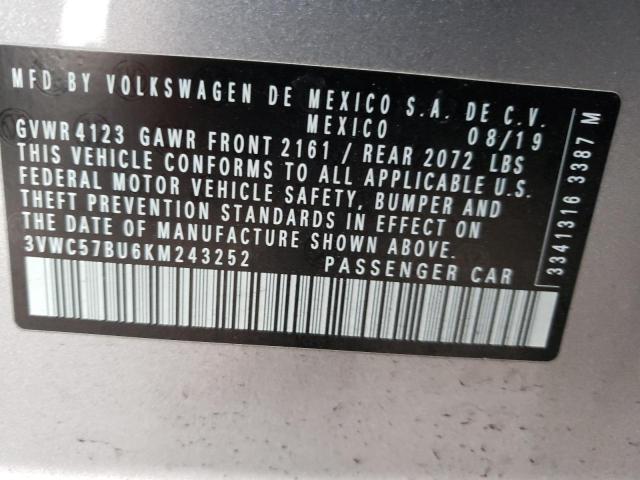 MFD BY VOLKSWAGEN DE MEXICO S.A. DE C.V.
MEXICO 08/19
GVWR 4123 GAWR FRONT 2161 / REAR 2072 LBS
THIS VEHICLE CONFORMS TO ALL APPLICABLE U.S.
FEDERAL MOTOR VEHICLE SAFETY, BUMPER AND
THEFT PREVENTION STANDARDS IN EFFECT ON
THE DATE OF MANUFACTURE SHOWN ABOVE.
3VWC57BU6KM243252 PASSENGER CAR
3341316 3387 M